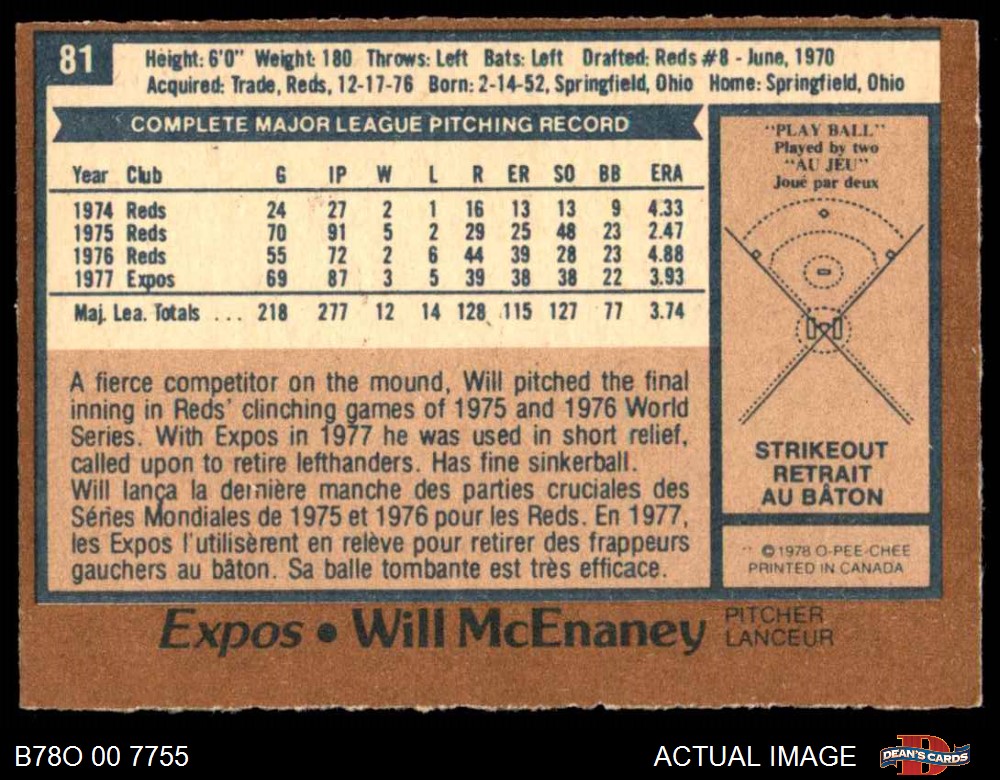 81
Height: 6'0" Weight: 180 Throws: Left Bats: Left Drafted: Reds #8 - June, 1970
Acquired: Trade, Reds, 12-17-76 Born: 2-14-52, Springfield, Ohio Home: Springfield, Ohio
COMPLETE MAJOR LEAGUE PITCHING RECORD
Year Club G IP W L R ER SO BB ERA
1974 Reds 24 27 2 1 16 13 13 9 4.33
1975 Reds 70 91 5 2 29 25 48 23 2.47
1976 Reds 55 72 2 6 44 39 28 23 4.88
1977 Expos 69 87 3 5 39 38 38 22 3.93
Maj. Lea. Totals ... 218 277 12 14 128 115 127 77 3.74
A fierce competitor on the mound, Will pitched the final
inning in Reds' clinching games of 1975 and 1976 World
Series. With Expos in 1977 he was used in short relief,
called upon to retire lefthanders. Has fine sinkerball.
Will lança la dernière manche des parties cruciales des
Séries Mondiales de 1975 et 1976 pour les Reds. En 1977,
les Expos l'utilisèrent en relève pour retirer des frappeurs
gauchers au bâton. Sa balle tombante est très efficace.
"PLAY BALL"
Played by two
"AU JEU"
Joué par deux
STRIKEOUT
RETRAIT
AU BÂTON
© 1978 O-PEE-CHEE
PRINTED IN CANADA
Expos • Will McEnaney
PITCHER
LANCEUR
B78O 00 7755
ACTUAL IMAGE
DEAN'S CARDS